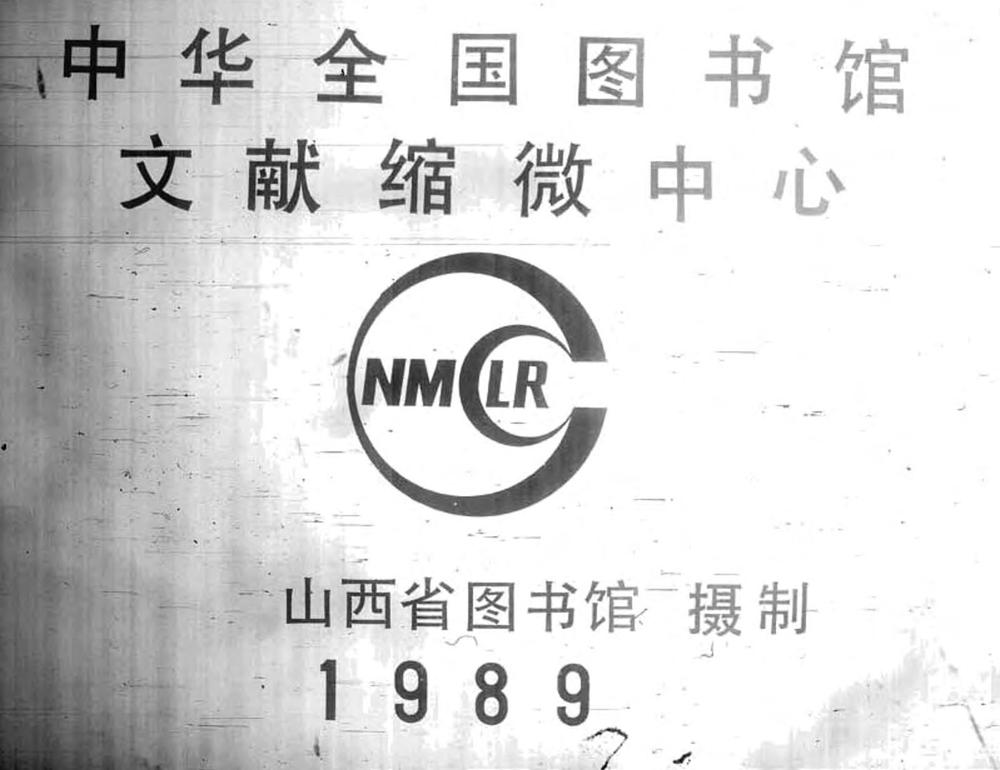 中华全国图书馆
文献缩微中心
NMCLR
山西省图书馆 摄制
1989